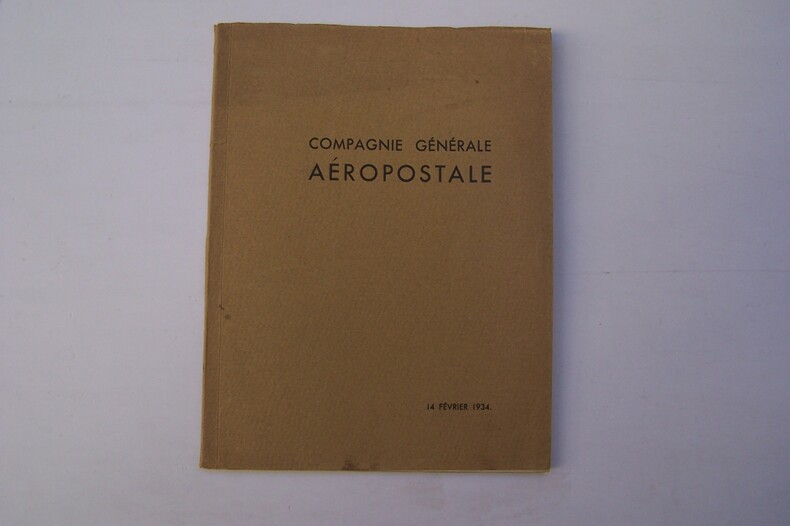 COMPAGNIE GÉNÉRALE
AÉROPOSTALE
14 FÉVRIER 1934.